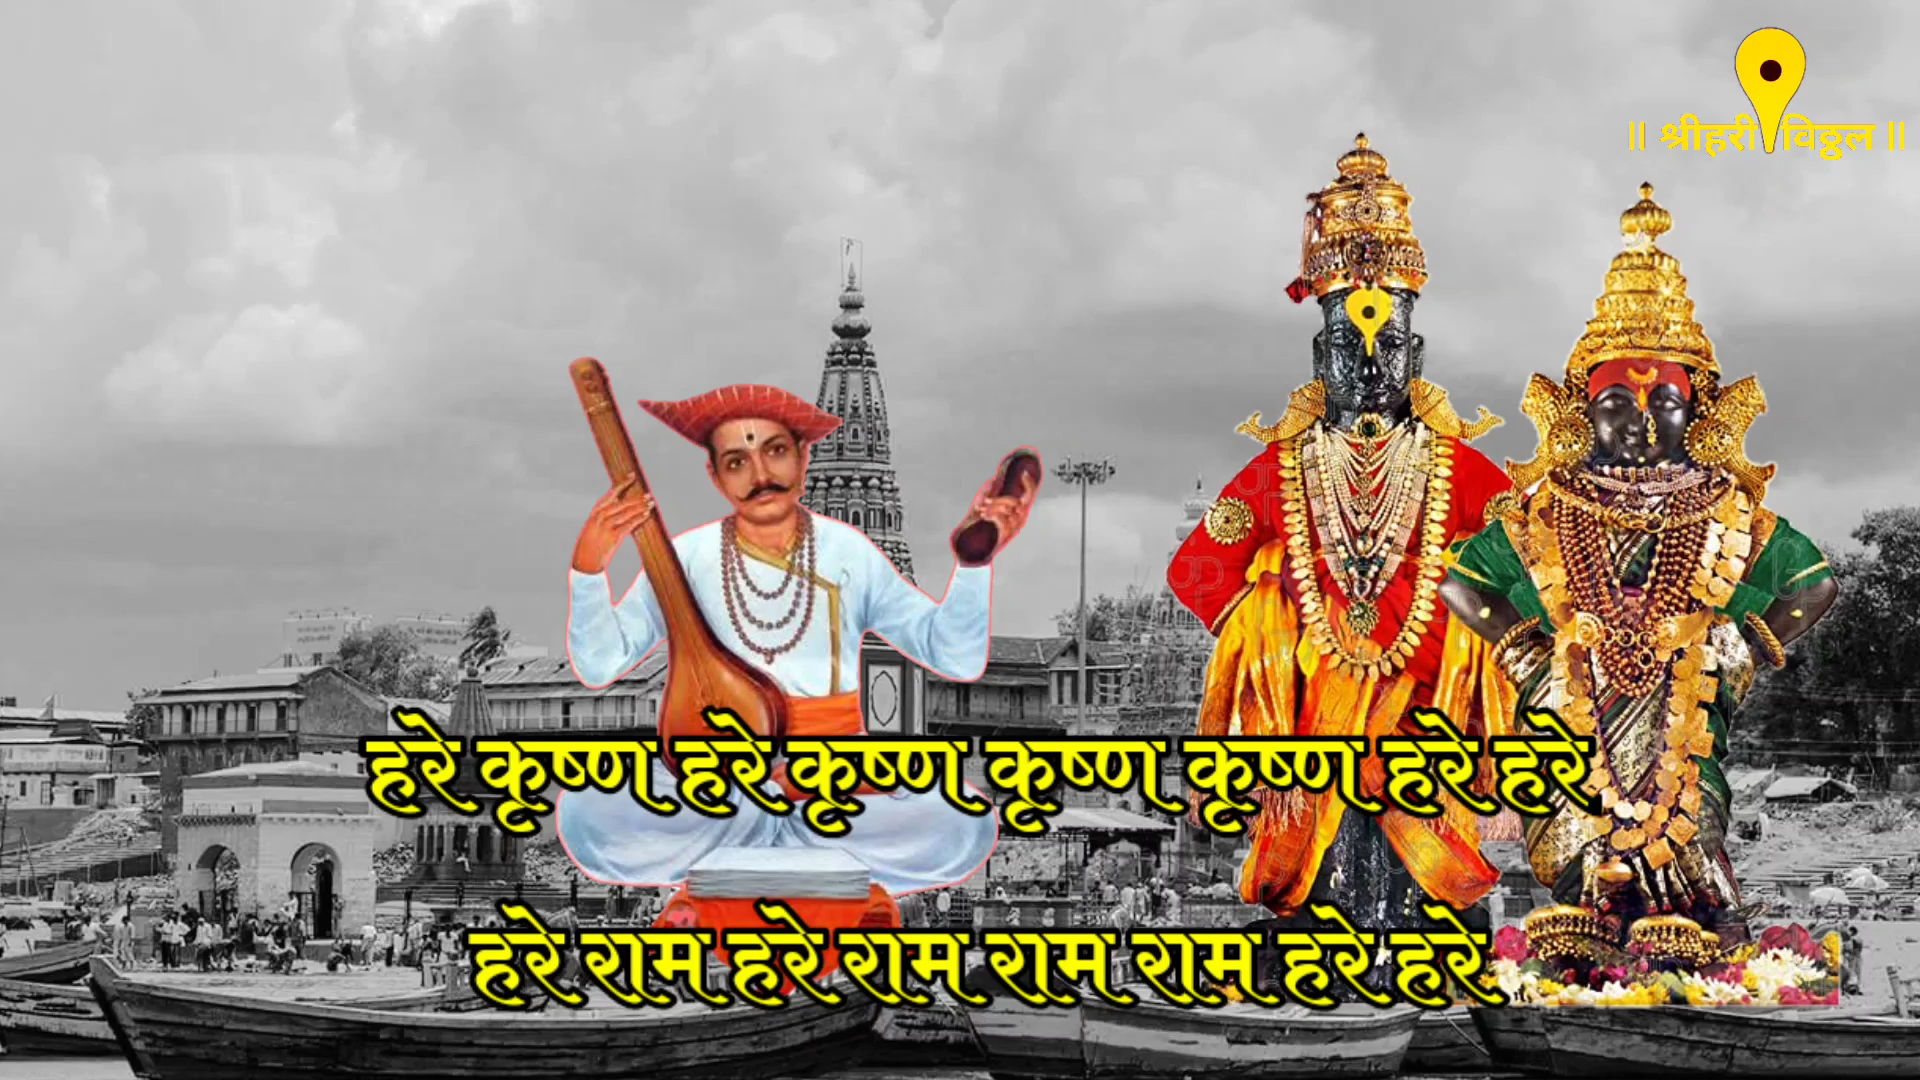 ॥ श्रीहरी विठ्ठल ॥
हरे कृष्ण हरे कृष्ण कृष्ण कृष्ण हरे हरे
हरे राम हरे राम राम राम हरे हरे